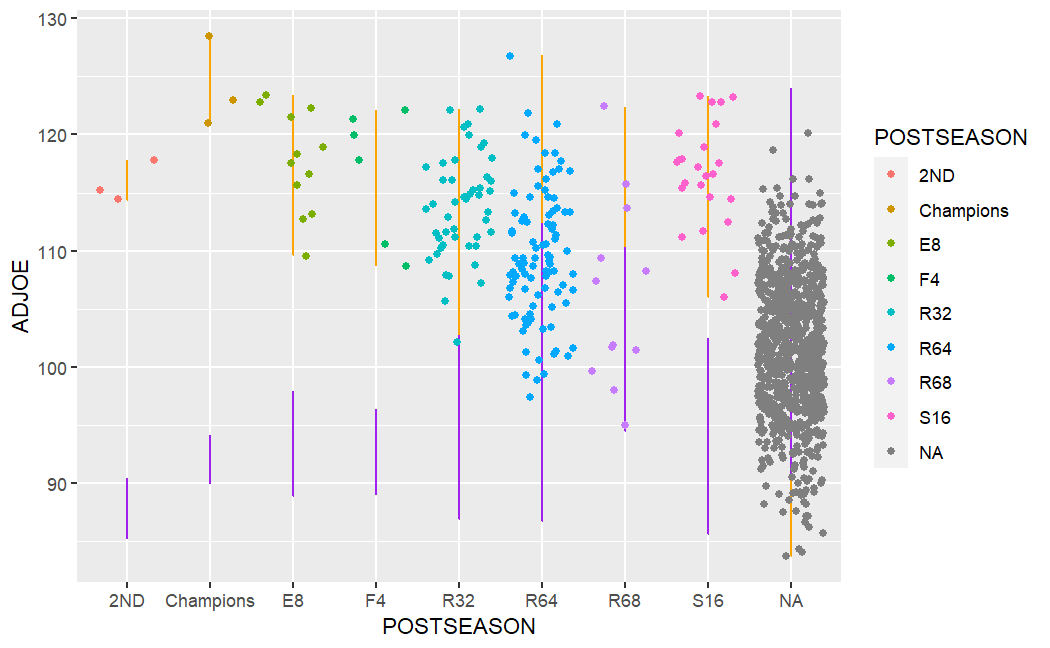 130
120
110
100
90
ADJOE
2ND Champions E8 F4 R32 R64 R68 S16 NA
POSTSEASON
POSTSEASON
2ND
Champions
E8
F4
R32
R64
R68
S16
NA